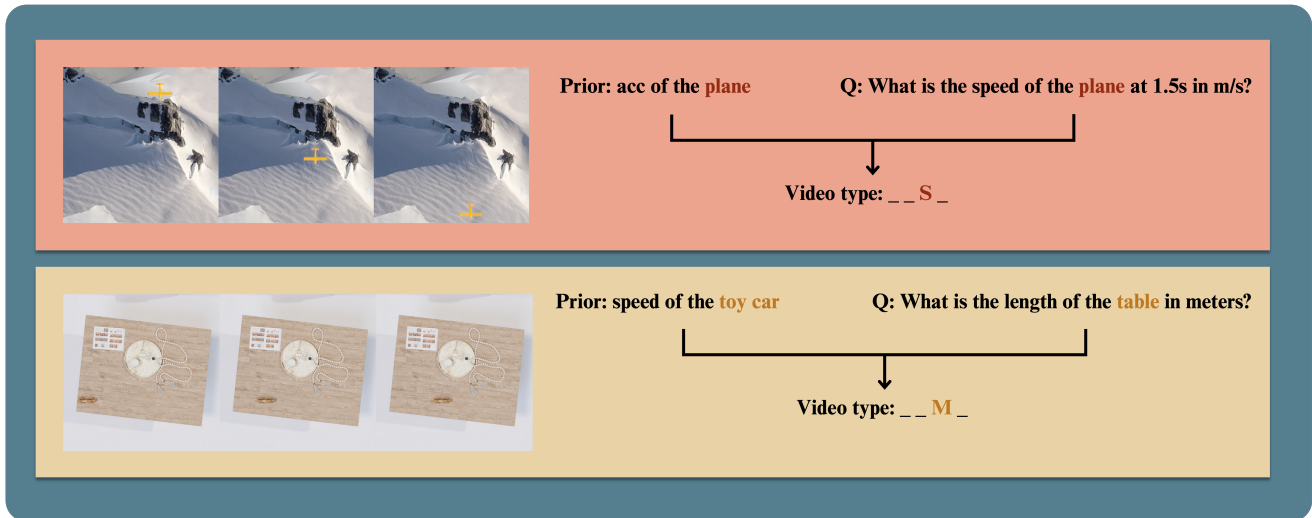 Prior: acc of the plane
Q: What is the speed of the plane at 1.5s in m/s?
Video type: _ _ S _
Prior: speed of the toy car
Q: What is the length of the table in meters?
Video type: _ _ M _